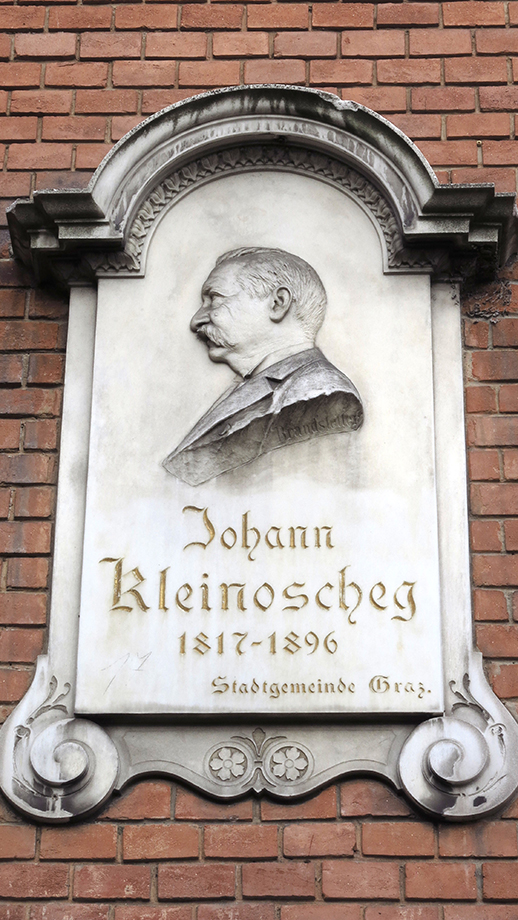 Brandstetter
Johann
Kleinoscheg
1817-1896
Stadtgemeinde Graz.